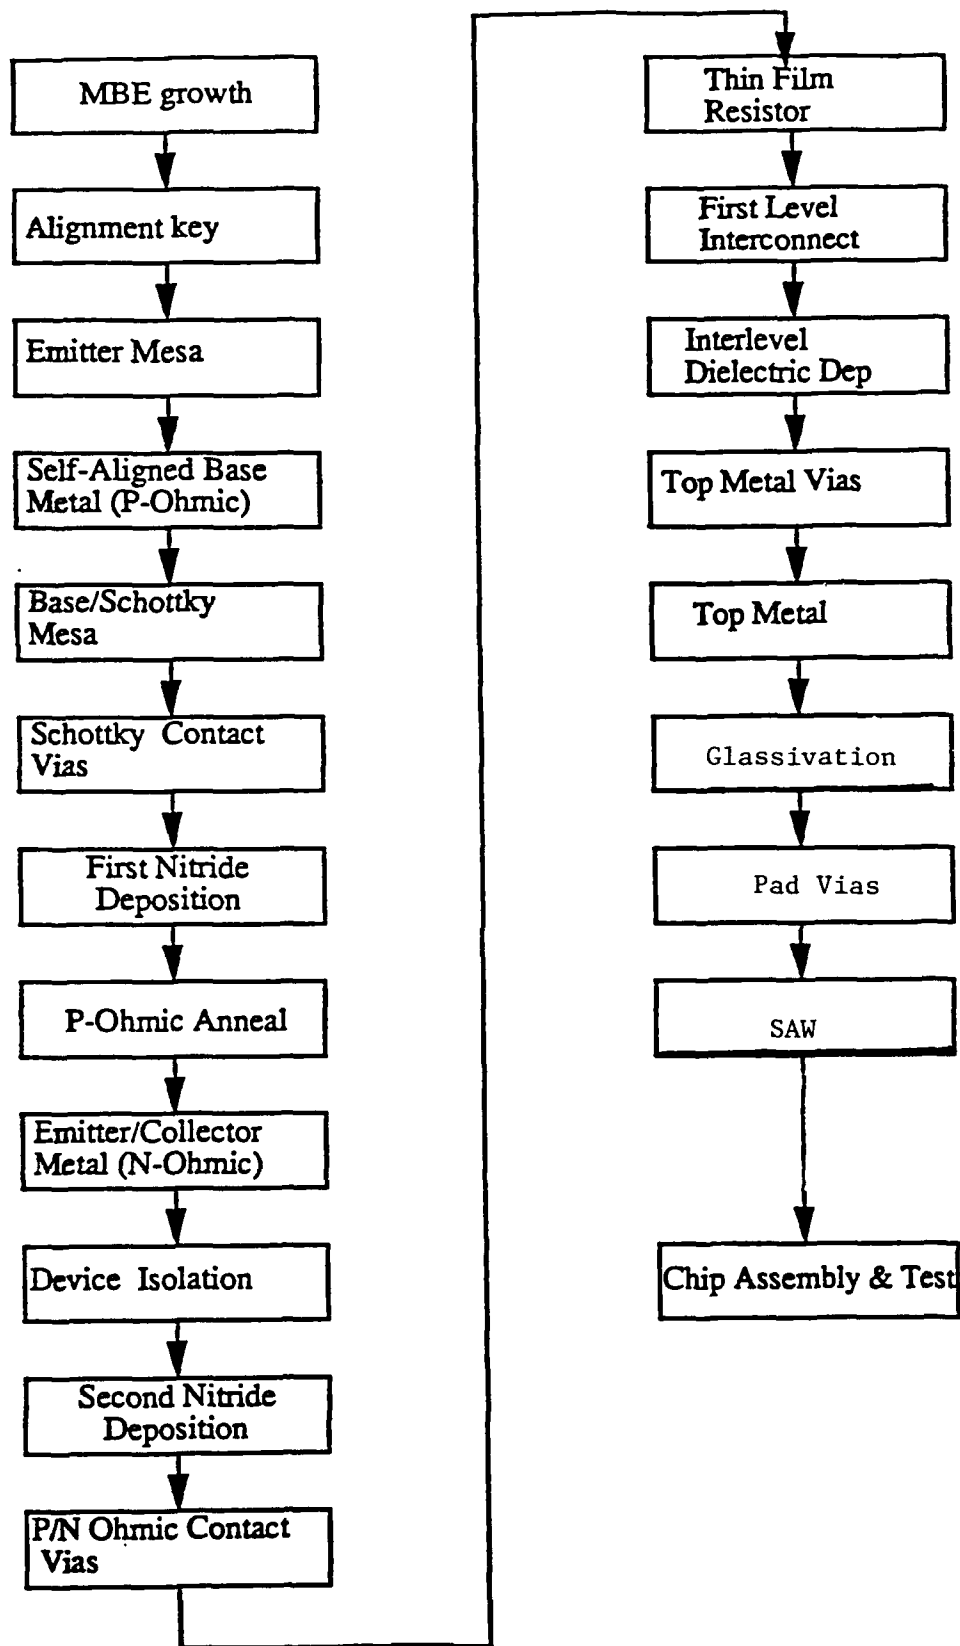 MBE growth
Alignment key
Emitter Mesa
Self-Aligned Base
Metal (P-Ohmic)
Base/Schottky
Mesa
Schottky Contact
Vias
First Nitride
Deposition
P-Ohmic Anneal
Emitter/Collector
Metal (N-Ohmic)
Device Isolation
Second Nitride
Deposition
P/N Ohmic Contact
Vias
Thin Film
Resistor
First Level
Interconnect
Interlevel
Dielectric Dep
Top Metal Vias
Top Metal
Glassivation
Pad Vias
SAW
Chip Assembly & Test